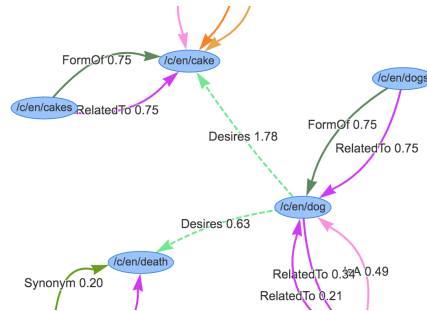 /c/en/cake
FormOf 0.75
/c/en/dogs
/c/en/cakes
RelatedTo 0.75
FormOf 0.75
Desires 1.78
RelatedTo 0.75
/c/en/dog
Desires 0.63
/c/en/death
RelatedTo 0.34
IsA 0.49
Synonym 0.20
RelatedTo 0.21